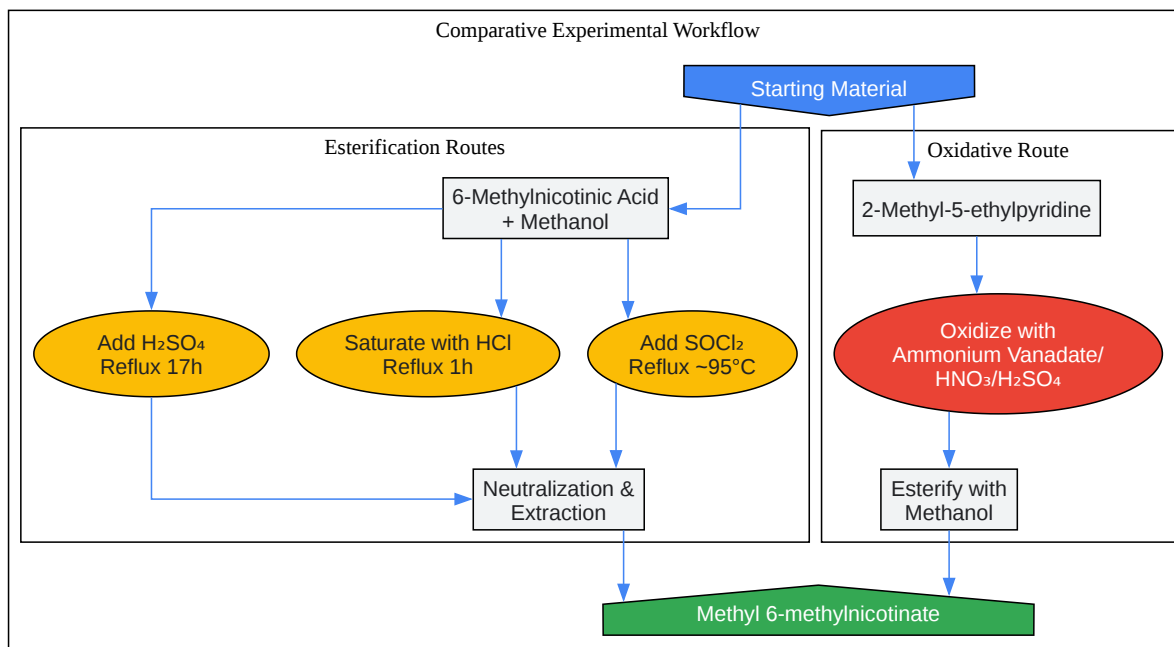 Comparative Experimental Workflow
Starting Material
Esterification Routes
Oxidative Route
6-Methylnicotinic Acid
+ Methanol
2-Methyl-5-ethylpyridine
Add H₂SO₄
Reflux 17h
Saturate with HCl
Reflux 1h
Add SOCl₂
Reflux ~95°C
Oxidize with
Ammonium Vanadate/
HNO₃/H₂SO₄
Neutralization &
Extraction
Esterify with
Methanol
Methyl 6-methylnicotinate